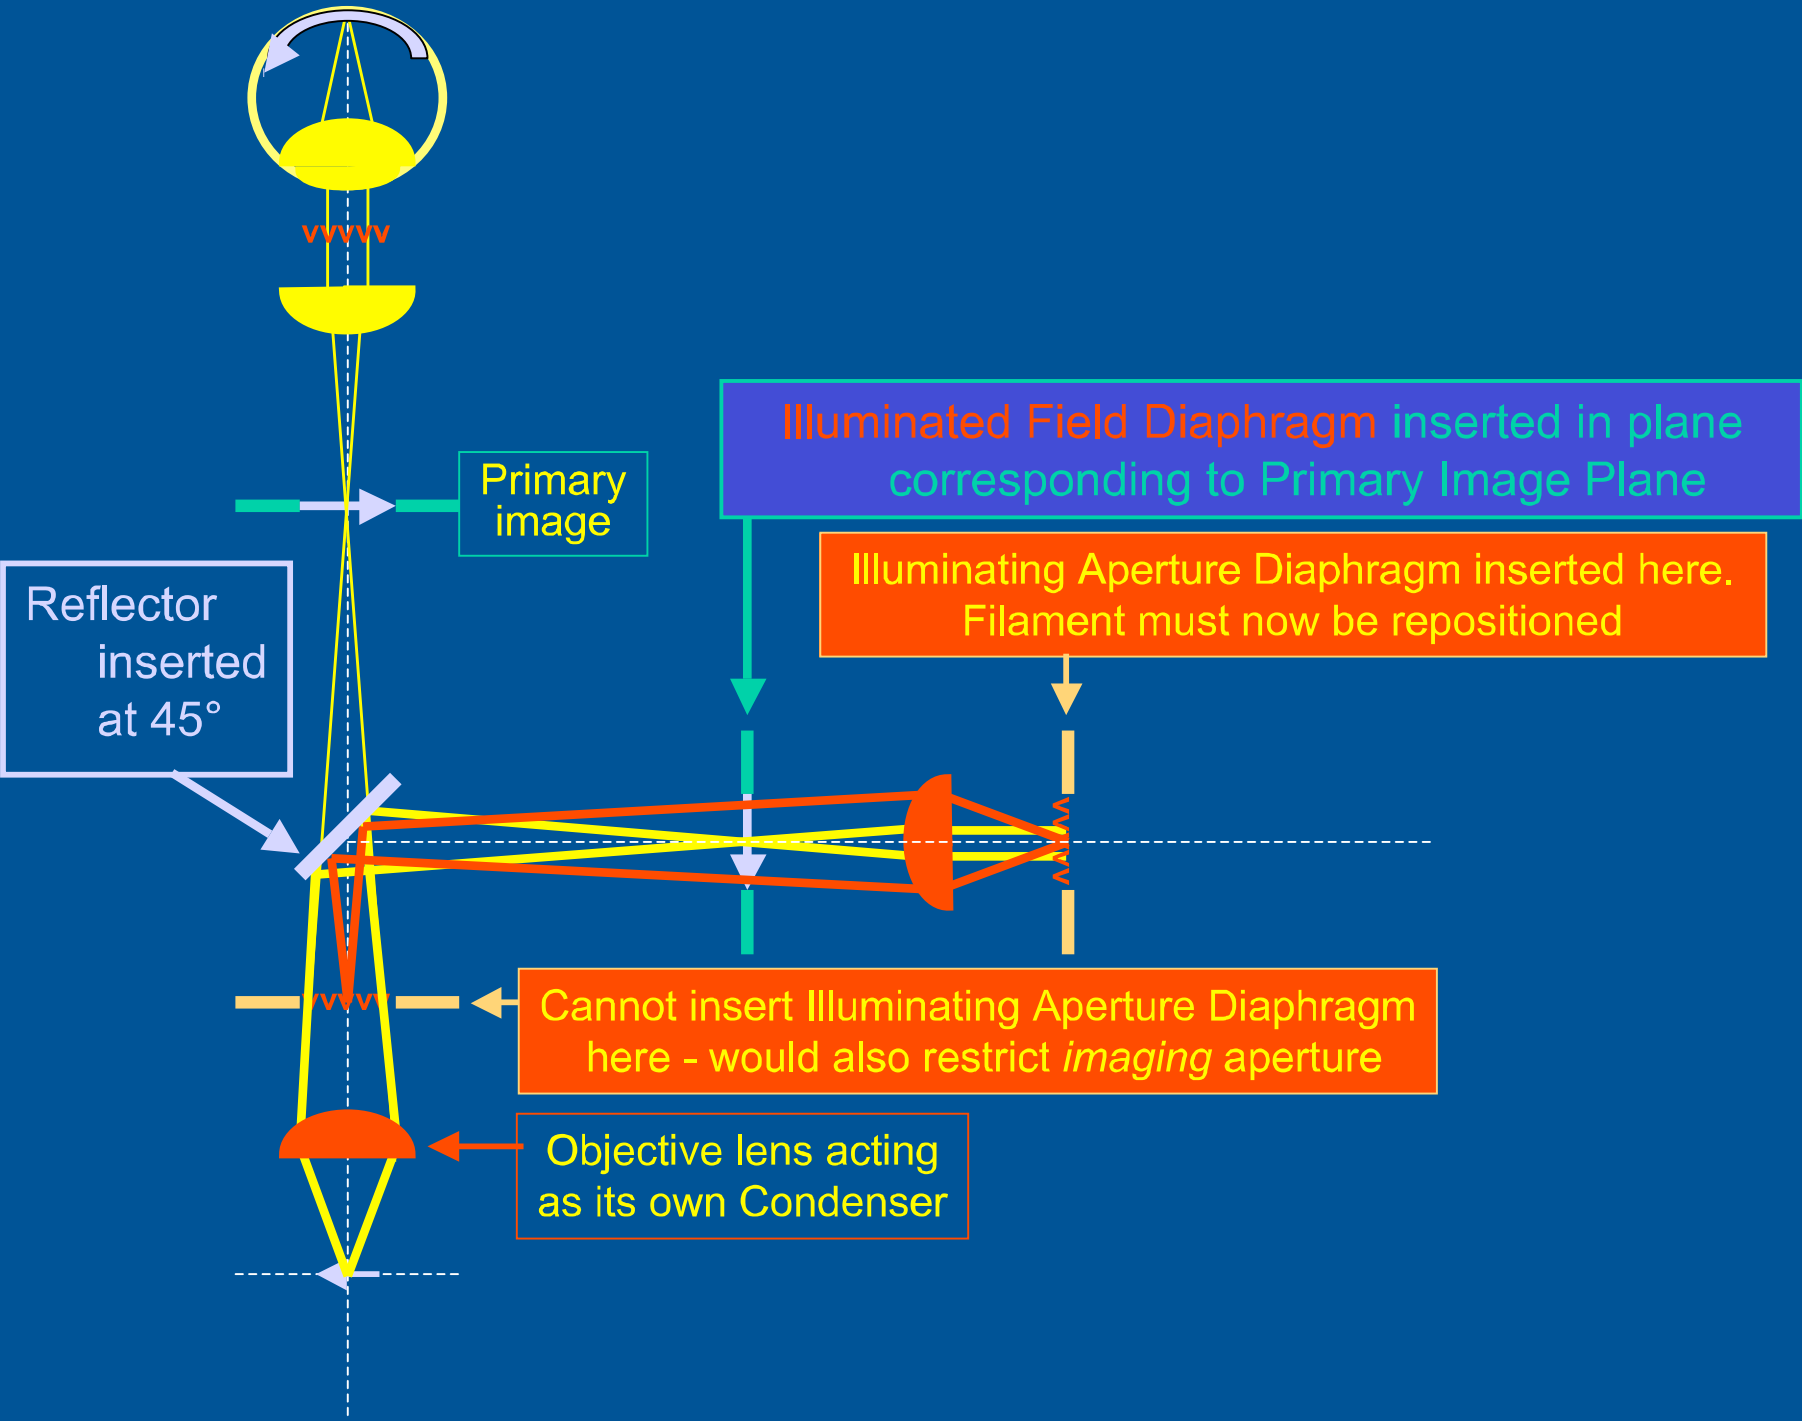 Illuminated Field Diaphragm inserted in plane
corresponding to Primary Image Plane
Primary
image
Illuminating Aperture Diaphragm inserted here.
Filament must now be repositioned
Reflector
inserted
at 45°
Cannot insert Illuminating Aperture Diaphragm
here - would also restrict imaging aperture
Objective lens acting
as its own Condenser